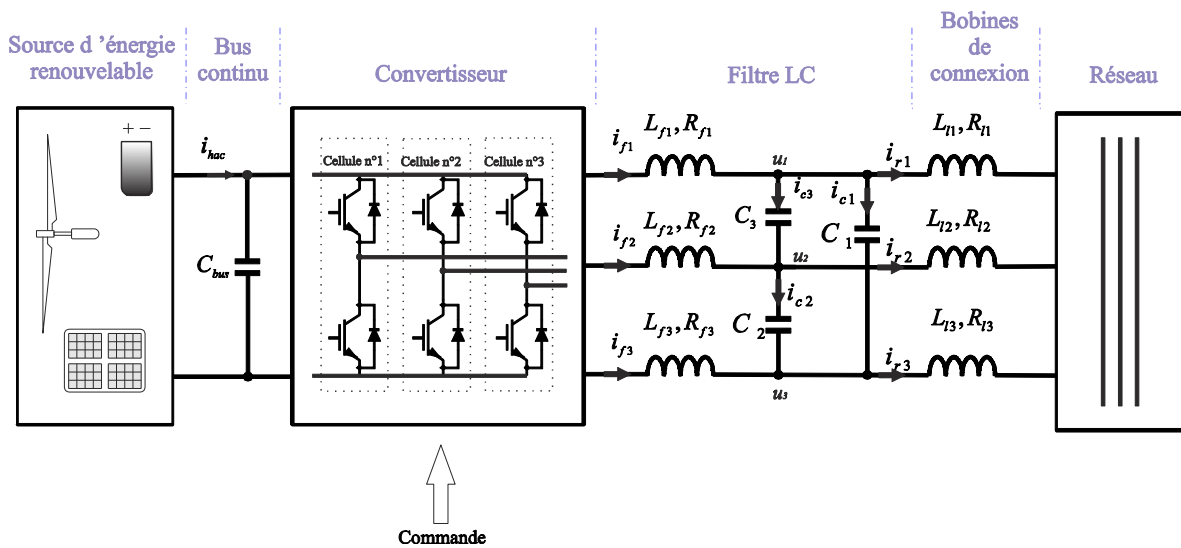 Source d ’énergie
renouvelable
Bus
continu
Convertisseur
Filtre LC
Bobines
de
connexion
Réseau
+ −
i_hac
C_bus
Cellule n°1
Cellule n°2
Cellule n°3
i_f1
L_f1, R_f1
u_1
i_c3
i_c1
i_r1
L_l1, R_l1
C_3
C_1
i_f2
L_f2, R_f2
u_2
i_r2
L_l2, R_l2
i_c2
C_2
i_f3
L_f3, R_f3
u_3
i_r3
L_l3, R_l3
Commande